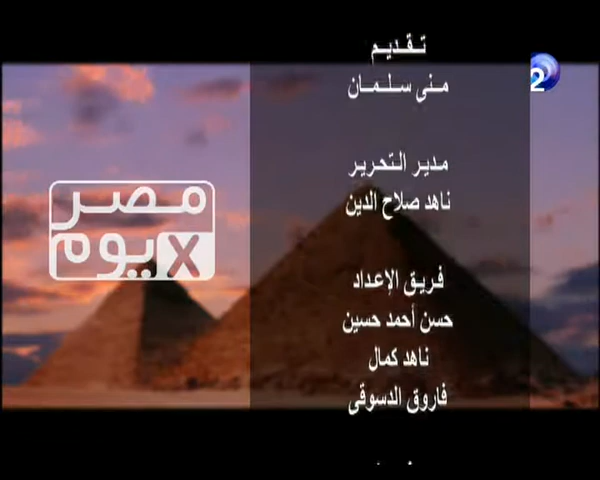 تقديم
منى سلمان
مدير التحرير
ناهد صلاح الدين
فريق الإعداد
حسن أحمد حسين
ناهد كمال
فاروق الدسوقى
مصر
x يوم
2